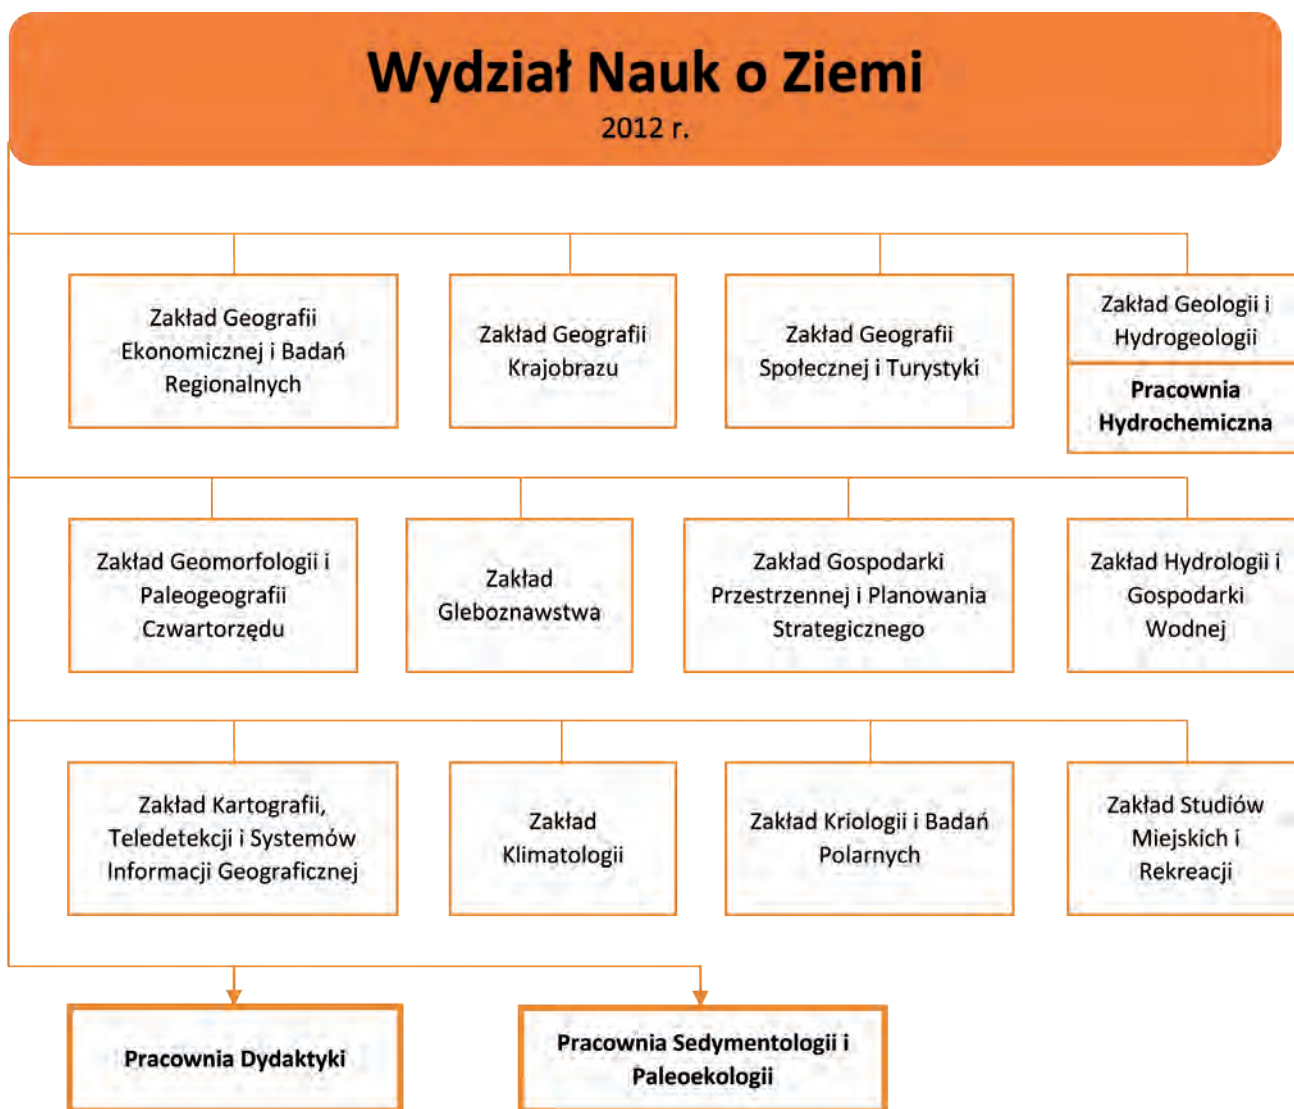 Wydział Nauk o Ziemi
2012 r.
Zakład Geografii
Ekonomicznej i Badań
Regionalnych
Zakład Geografii
Krajobrazu
Zakład Geografii
Społecznej i Turystyki
Zakład Geologii i
Hydrogeologii
Pracownia
Hydrochemiczna
Zakład Geomorfologii i
Paleogeografii
Czwartorzędu
Zakład
Gleboznawstwa
Zakład Gospodarki
Przestrzennej i Planowania
Strategicznego
Zakład Hydrologii i
Gospodarki
Wodnej
Zakład Kartografii,
Teledetekcji i Systemów
Informacji Geograficznej
Zakład
Klimatologii
Zakład Kriologii i Badań
Polarnych
Zakład Studiów
Miejskich i
Rekreacji
Pracownia Dydaktyki
Pracownia Sedymentologii i
Paleoekologii